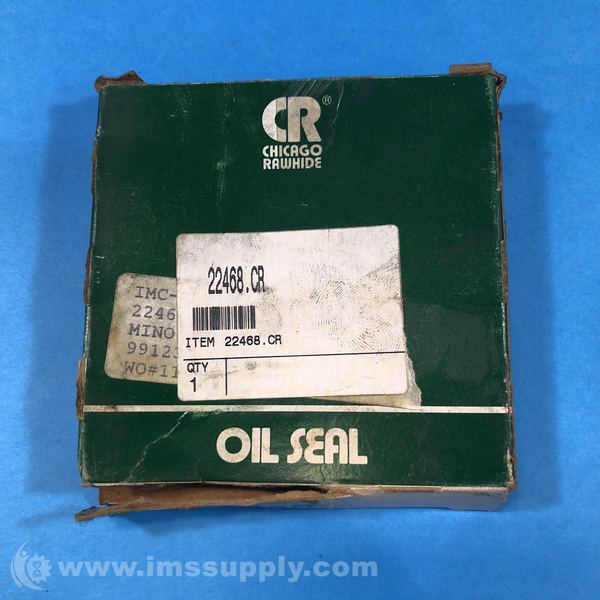 CR®
CHICAGO
RAWHIDE
22468.CR
ITEM 22468.CR
QTY
1
IMC-
2246
MINO
9912
WO#11
OIL SEAL
www.imssupply.com